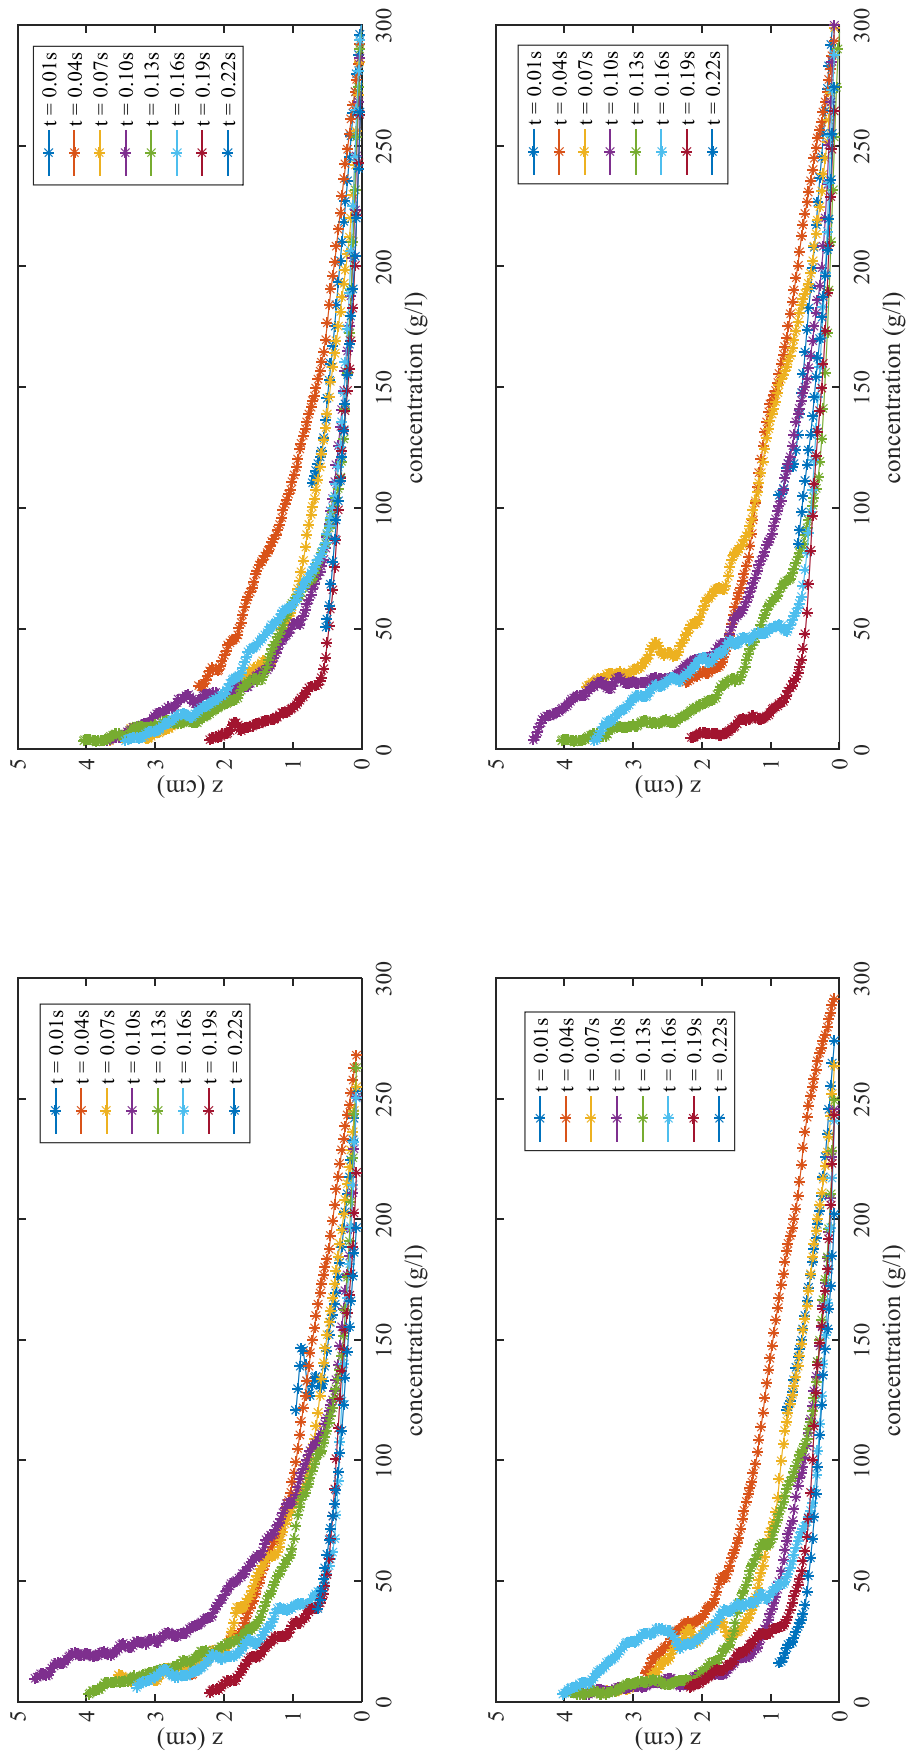 z (cm)
5
4
3
2
1
0
t = 0.01s
t = 0.04s
t = 0.07s
t = 0.10s
t = 0.13s
t = 0.16s
t = 0.19s
t = 0.22s
0 50 100 150 200 250 300
concentration (g/l)
z (cm)
5
4
3
2
1
0
t = 0.01s
t = 0.04s
t = 0.07s
t = 0.10s
t = 0.13s
t = 0.16s
t = 0.19s
t = 0.22s
0 50 100 150 200 250 300
concentration (g/l)
z (cm)
5
4
3
2
1
0
t = 0.01s
t = 0.04s
t = 0.07s
t = 0.10s
t = 0.13s
t = 0.16s
t = 0.19s
t = 0.22s
0 50 100 150 200 250 300
concentration (g/l)
z (cm)
5
4
3
2
1
0
t = 0.01s
t = 0.04s
t = 0.07s
t = 0.10s
t = 0.13s
t = 0.16s
t = 0.19s
t = 0.22s
0 50 100 150 200 250 300
concentration (g/l)